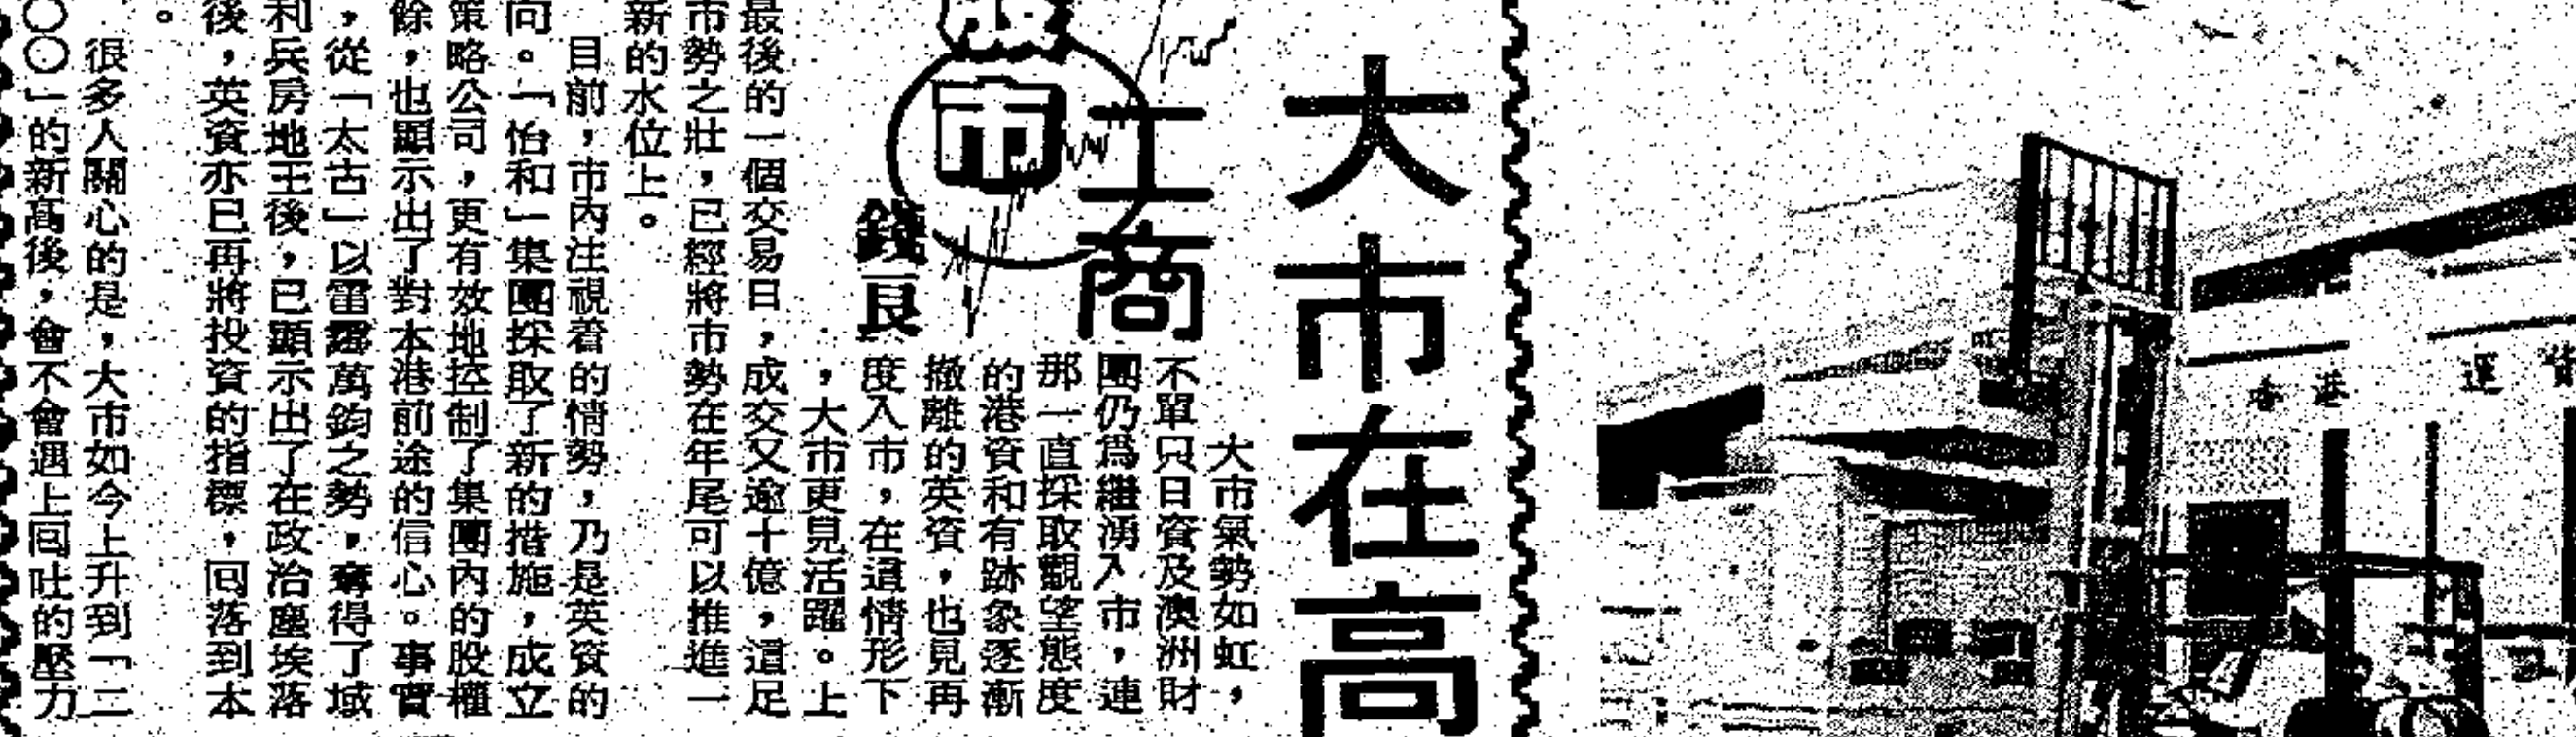 大市在高
工商
市
錢良
大市氣勢如虹，
不單只日資及澳洲財
團仍爲繼湧入市，連
那一直採取觀望態度
的港資和有跡象逐漸
撤離的英資，也見再
度入市，在這情形下
，大市更見活躍。上
最後的一個交易日，成交又逾十億，這足
市勢之壯，已經將市勢在年尾可以推進一
新的水位上。
目前，市內注視着的情勢，乃是英資的
向。「怡和」集團採取了新的措施，成立
策略公司，更有效地控制了集團內的股權
餘，也顯示出了對本港前途的信心。事實
，從「太古」以雷霆萬鈞之勢，奪得了域
利兵房地王後，已顯示出了在政治塵埃落
後，英資亦已再將投資的指標，回落到本
。
很多人關心的是，大市如今上升到「二
〇〇」的新高後，會不會遇上回吐的壓力
香港　運